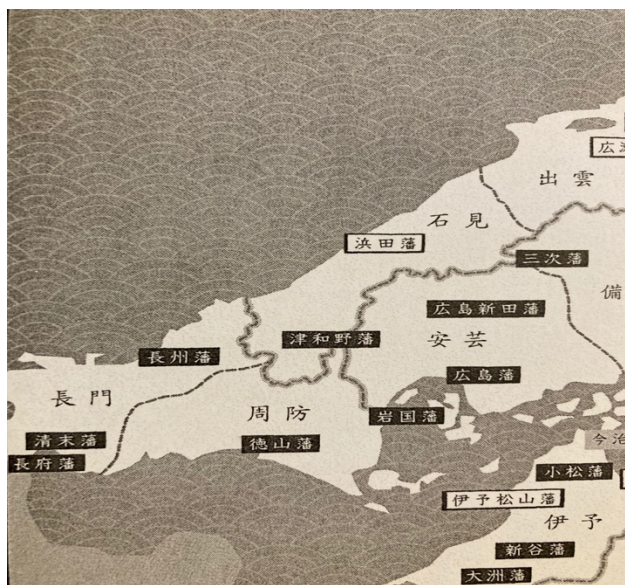 広
出雲
石見
浜田藩
三次藩
備
広島新田藩
津和野藩
安芸
長州藩
広島藩
長門
周防
岩国藩
清末藩
徳山藩
今治
長府藩
小松藩
伊予松山藩
伊予
新谷藩
大洲藩